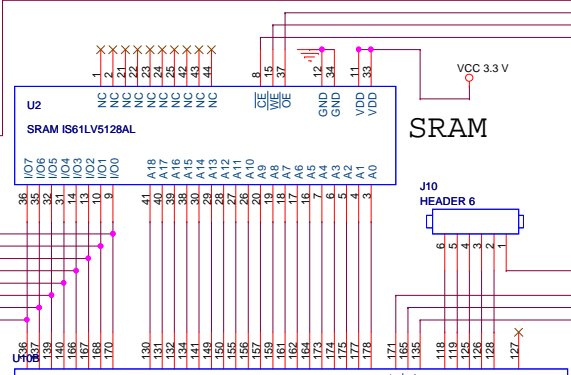 1 2 21 22 23 24 25 42 43 44 8 15 37 12 34 11 33
VCC 3.3 V
NC NC NC NC NC NC NC NC NC NC CE WE OE GND GND VDD VDD
U2
SRAM IS61LV5128AL
SRAM
I/O7 I/O6 I/O5 I/O4 I/O3 I/O2 I/O1 I/O0 A18 A17 A16 A15 A14 A13 A12 A11 A10 A9 A8 A7 A6 A5 A4 A3 A2 A1 A0
36 35 32 31 14 13 10 9 41 40 39 38 30 29 28 27 26 20 19 18 17 16 7 6 5 4 3
J10
HEADER 6
6 5 4 3 2 1
136 137 139 140 166 167 168 170 130 131 132 134 141 149 150 155 156 157 159 161 162 164 173 174 175 177 178 171 165 135 118 119 125 126 128 127
U10B